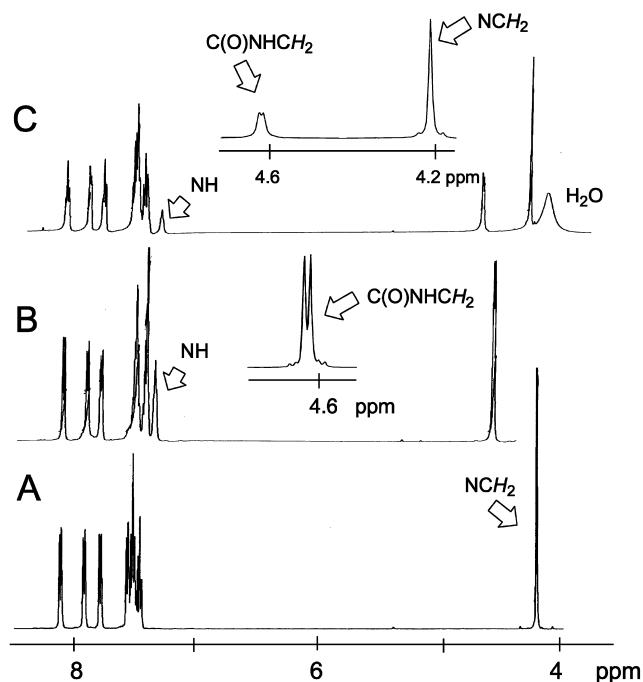 C(O)NHCH2
NCH2
C
4.6
4.2 ppm
NH
H2O
B
C(O)NHCH2
NH
4.6 ppm
A
NCH2
8
6
4
ppm